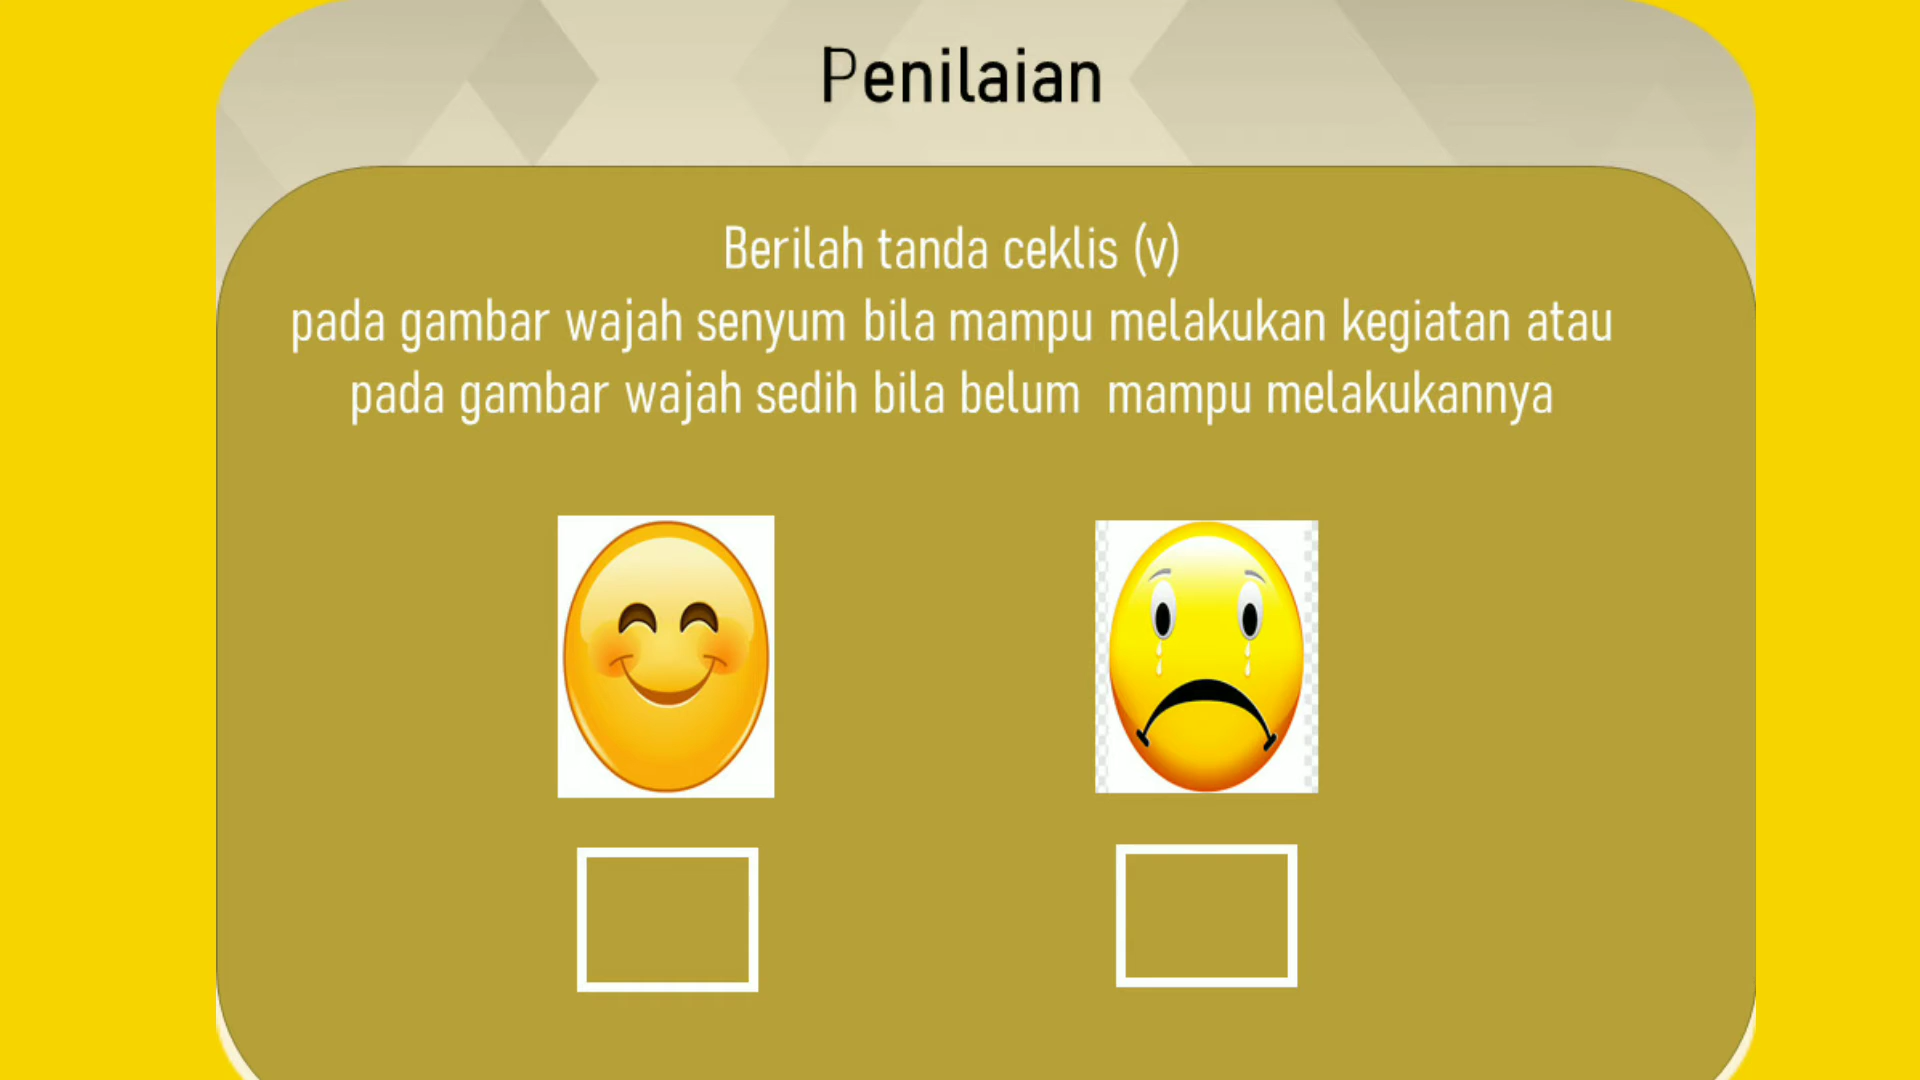 Penilaian
Berilah tanda ceklis (v)
pada gambar wajah senyum bila mampu melakukan kegiatan atau
pada gambar wajah sedih bila belum mampu melakukannya